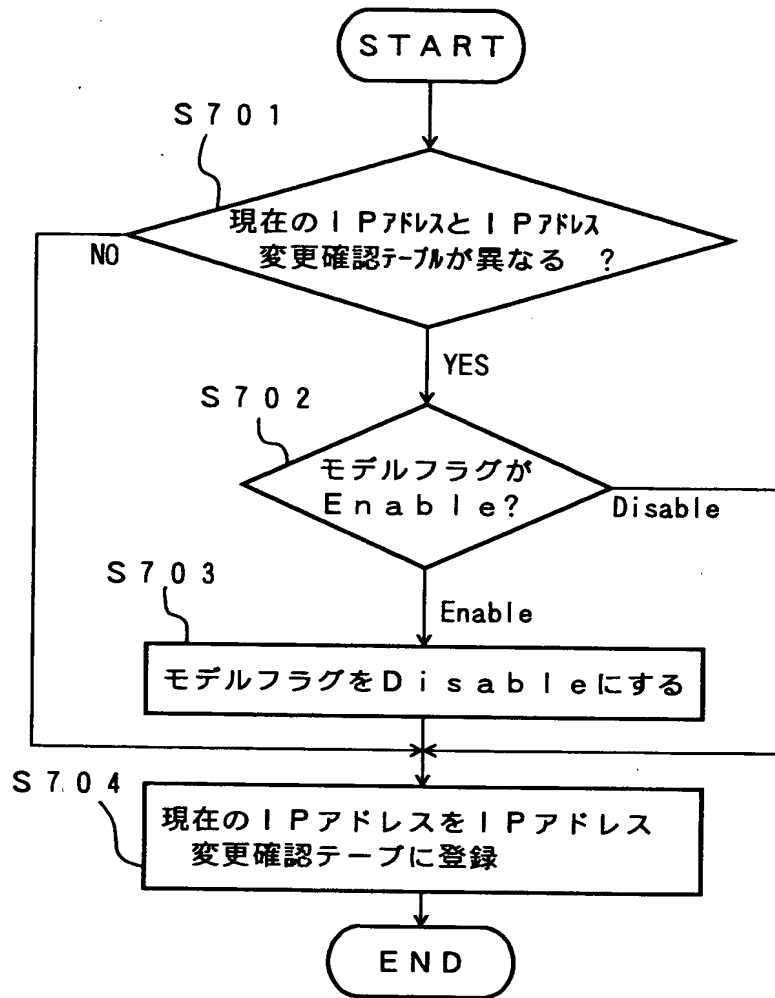 START
S701
現在のIPアドレスとIPアドレス
変更確認テーブルが異なる ?
NO
YES
S702
モデルフラグが
Enable?
Disable
S703
Enable
モデルフラグをDisableにする
S704
現在のIPアドレスをIPアドレス
変更確認テーブに登録
END